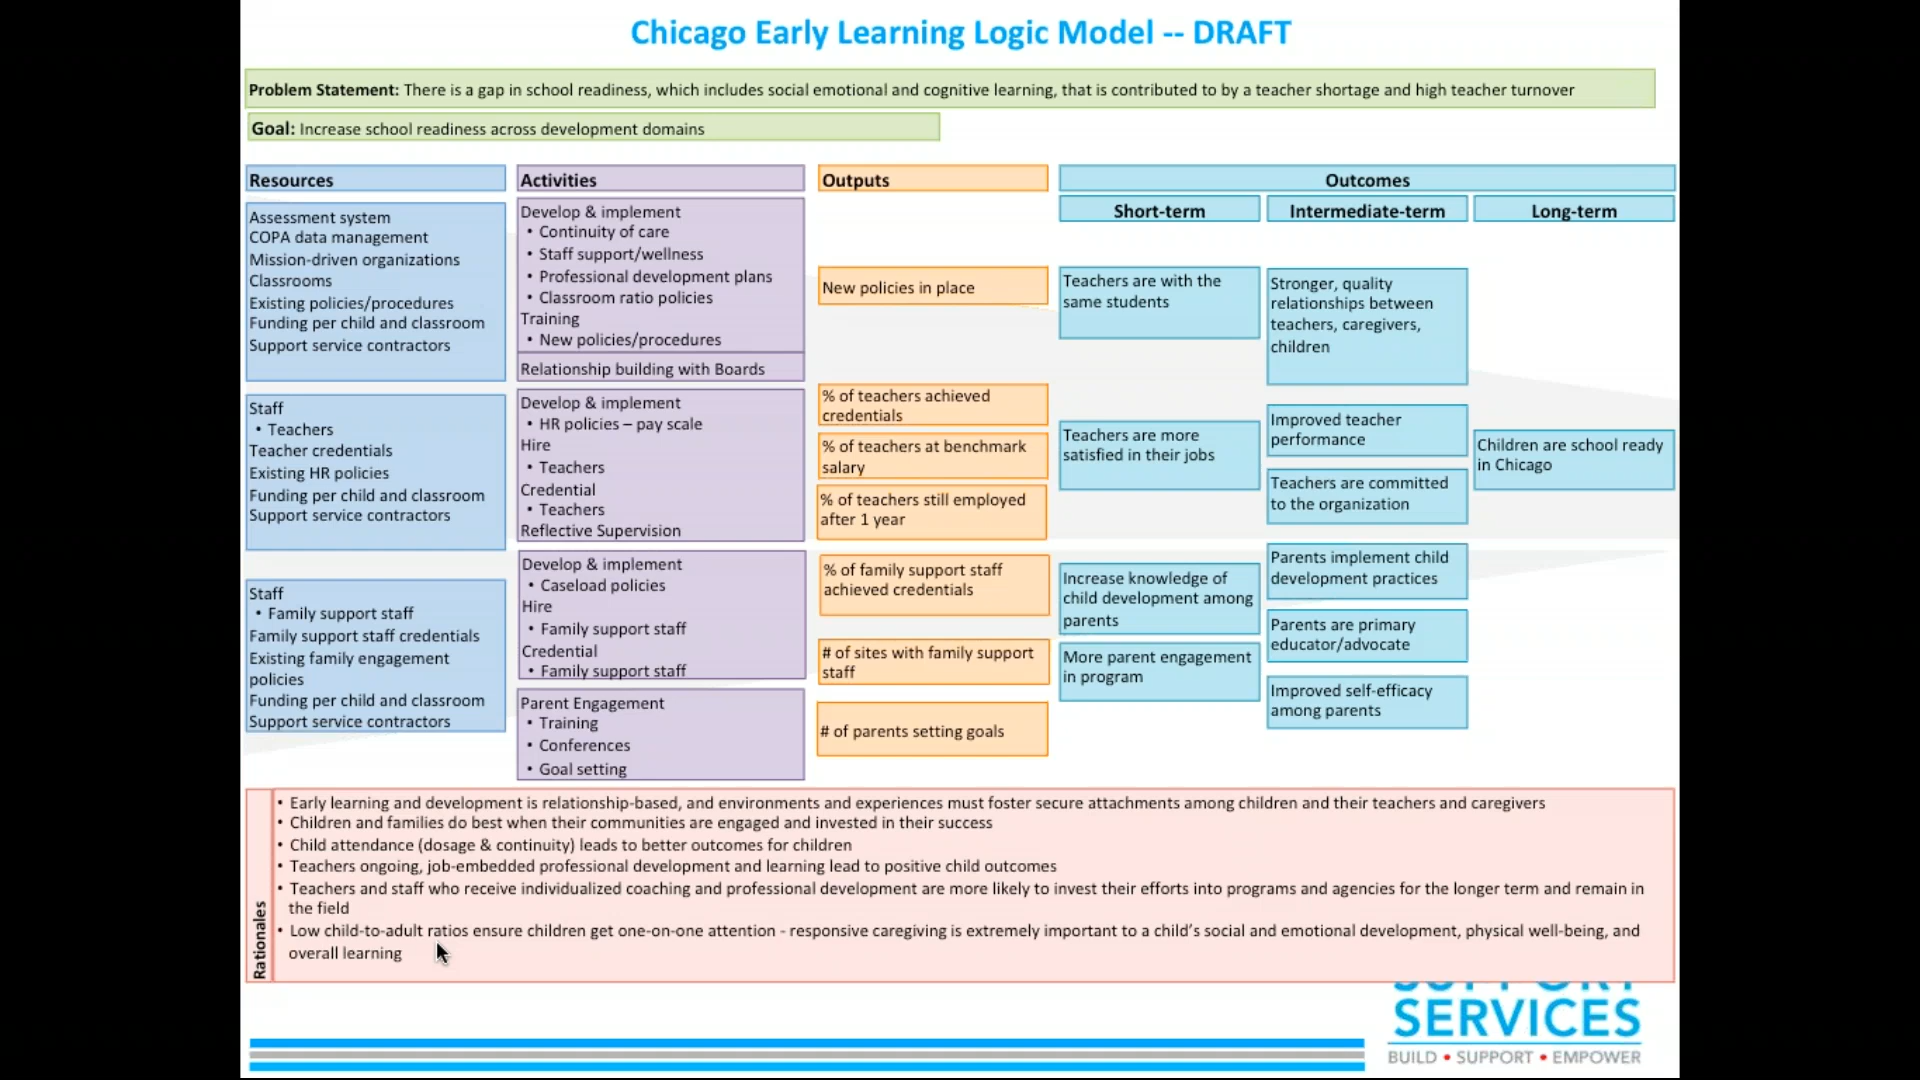 Chicago Early Learning Logic Model -- DRAFT
Problem Statement: There is a gap in school readiness, which includes social emotional and cognitive learning, that is contributed to by a teacher shortage and high teacher turnover
Goal: Increase school readiness across development domains
Resources
Assessment system
COPA data management
Mission-driven organizations
Classrooms
Existing policies/procedures
Funding per child and classroom
Support service contractors
Staff
• Teachers
Teacher credentials
Existing HR policies
Funding per child and classroom
Support service contractors
Staff
• Family support staff
Family support staff credentials
Existing family engagement
policies
Funding per child and classroom
Support service contractors
Activities
Develop & implement
• Continuity of care
• Staff support/wellness
• Professional development plans
• Classroom ratio policies
Training
• New policies/procedures
Relationship building with Boards
Develop & implement
• HR policies – pay scale
Hire
• Teachers
Credential
• Teachers
Reflective Supervision
Develop & implement
• Caseload policies
Hire
• Family support staff
Credential
• Family support staff
Parent Engagement
• Training
• Conferences
• Goal setting
Outputs
New policies in place
% of teachers achieved
credentials
% of teachers at benchmark
salary
% of teachers still employed
after 1 year
% of family support staff
achieved credentials
# of sites with family support
staff
# of parents setting goals
Outcomes
Short-term
Teachers are with the
same students
Teachers are more
satisfied in their jobs
Increase knowledge of
child development among
parents
More parent engagement
in program
Intermediate-term
Stronger, quality
relationships between
teachers, caregivers,
children
Improved teacher
performance
Teachers are committed
to the organization
Parents implement child
development practices
Parents are primary
educator/advocate
Improved self-efficacy
among parents
Long-term
Children are school ready
in Chicago
Rationales
• Early learning and development is relationship-based, and environments and experiences must foster secure attachments among children and their teachers and caregivers
• Children and families do best when their communities are engaged and invested in their success
• Child attendance (dosage & continuity) leads to better outcomes for children
• Teachers ongoing, job-embedded professional development and learning lead to positive child outcomes
• Teachers and staff who receive individualized coaching and professional development are more likely to invest their efforts into programs and agencies for the longer term and remain in
the field
• Low child-to-adult ratios ensure children get one-on-one attention - responsive caregiving is extremely important to a child's social and emotional development, physical well-being, and
overall learning
SUPPORT
SERVICES
BUILD • SUPPORT • EMPOWER